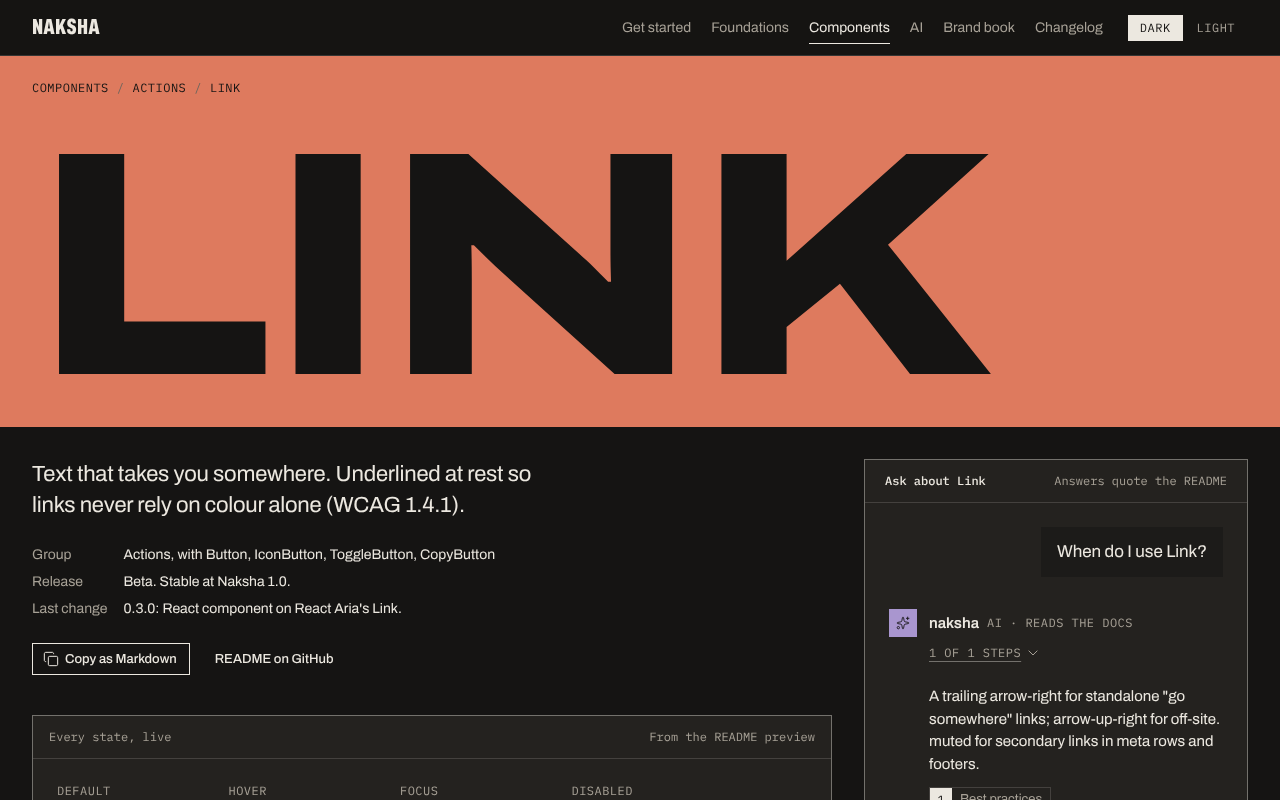 NAKSHA
Get started Foundations Components AI Brand book Changelog DARK LIGHT
COMPONENTS / ACTIONS / LINK
LINK
Text that takes you somewhere. Underlined at rest so
links never rely on colour alone (WCAG 1.4.1).
Group Actions, with Button, IconButton, ToggleButton, CopyButton
Release Beta. Stable at Naksha 1.0.
Last change 0.3.0: React component on React Aria's Link.
Copy as Markdown README on GitHub
Every state, live From the README preview
DEFAULT HOVER FOCUS DISABLED
Ask about Link Answers quote the README
When do I use Link?
naksha AI · READS THE DOCS
1 OF 1 STEPS
A trailing arrow-right for standalone "go
somewhere" links; arrow-up-right for off-site.
muted for secondary links in meta rows and
footers.
1 Best practices